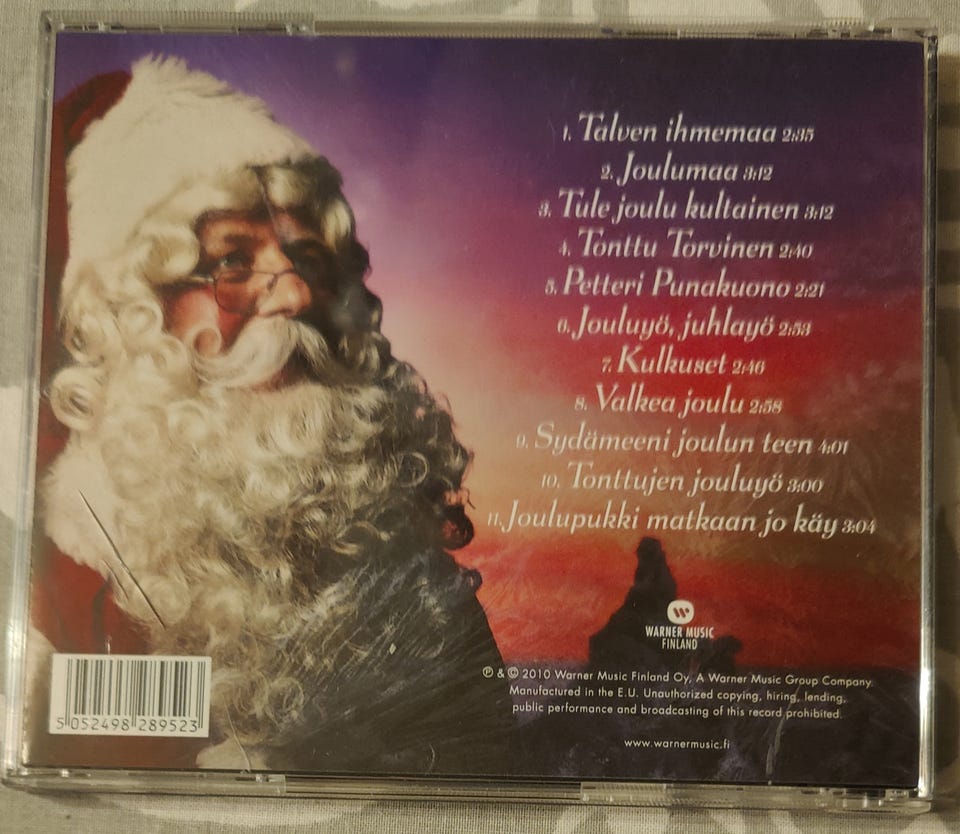 1. Talven ihmemaa 2:35
2. Joulumaa 3:12
3. Tule joulu kultainen 3:12
4. Tonttu Torvinen 2:40
5. Petteri Punakuono 2:21
6. Jouluyö, juhlayö 2:53
7. Kulkuset 2:46
8. Valkea joulu 2:58
9. Sydämeeni joulun teen 4:01
10. Tonttujen jouluyö 3:00
11. Joulupukki matkaan jo käy 3:04
WARNER MUSIC
FINLAND
℗ & © 2010 Warner Music Finland Oy, A Warner Music Group Company.
Manufactured in the E.U. Unauthorized copying, hiring, lending,
public performance and broadcasting of this record prohibited.
www.warnermusic.fi
5 052498 289523